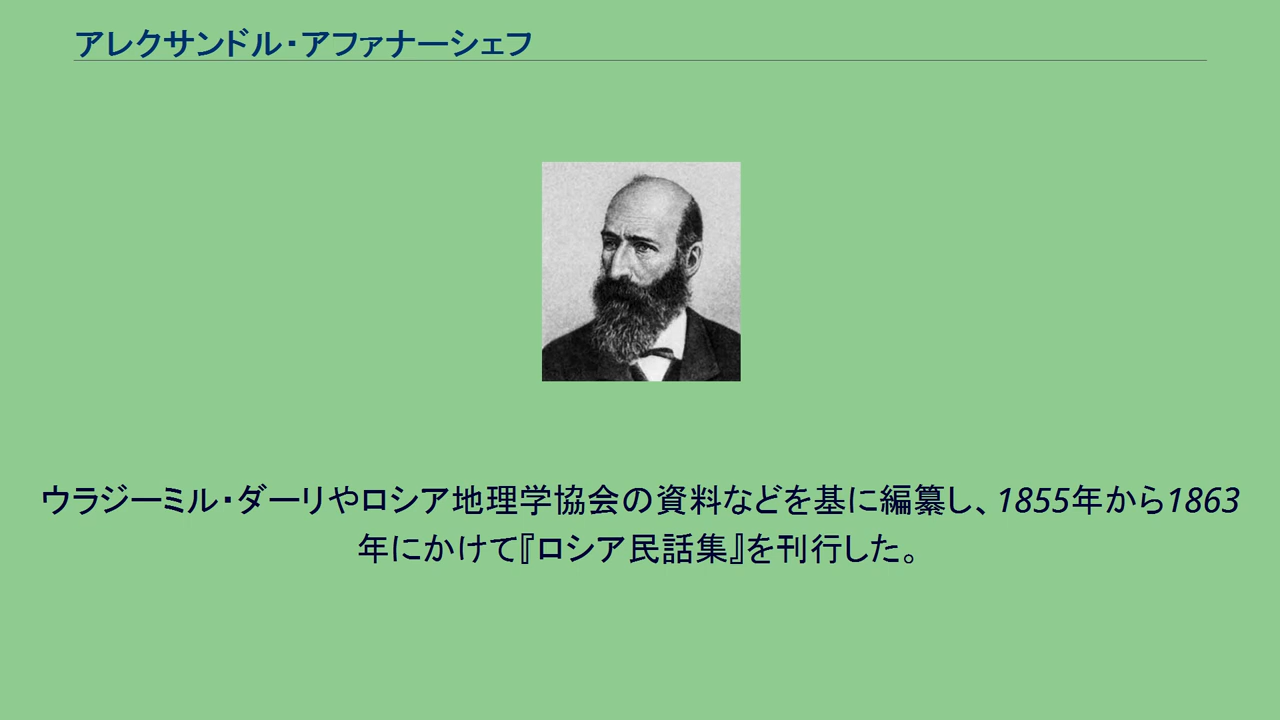 アレクサンドル・アファナーシェフ
ウラジーミル・ダーリやロシア地理学協会の資料などを基に編纂し、1855年から1863
年にかけて『ロシア民話集』を刊行した。